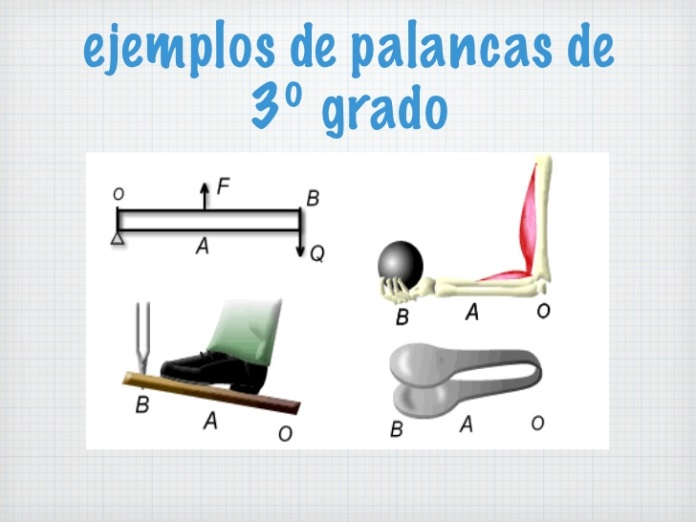 ejemplos de palancas de
3º grado
O
F
B
A
Q
B A O
B A O
B A O